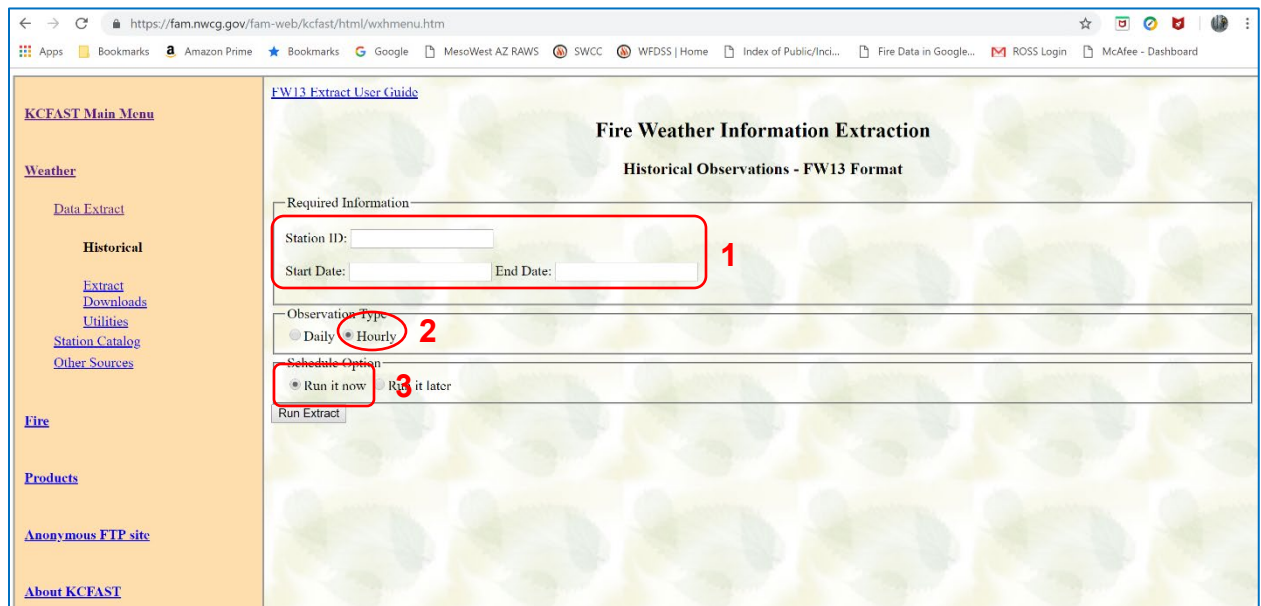 https://fam.nwcg.gov/fam-web/kcfast/html/wxhmenu.htm
Apps Bookmarks Amazon Prime Bookmarks Google MesoWest AZ RAWS SWCC WFDSS | Home Index of Public/Inci... Fire Data in Google... ROSS Login McAfee - Dashboard
KCFAST Main Menu
Weather
Data Extract
Historical
Extract
Downloads
Utilities
Station Catalog
Other Sources
Fire
Products
Anonymous FTP site
About KCFAST
FW13 Extract User Guide
Fire Weather Information Extraction
Historical Observations - FW13 Format
Required Information
Station ID:
Start Date: End Date:
1
Observation Type
Daily Hourly 2
Schedule Option
Run it now Run it later 3
Run Extract